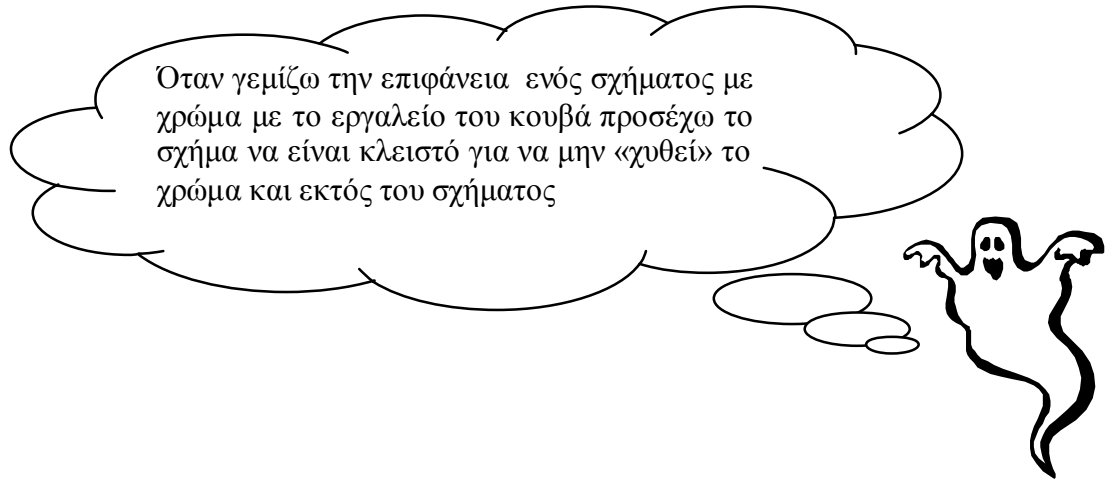 Όταν γεμίζω την επιφάνεια ενός σχήματος με
χρώμα με το εργαλείο του κουβά προσέχω το
σχήμα να είναι κλειστό για να μην «χυθεί» το
χρώμα και εκτός του σχήματος